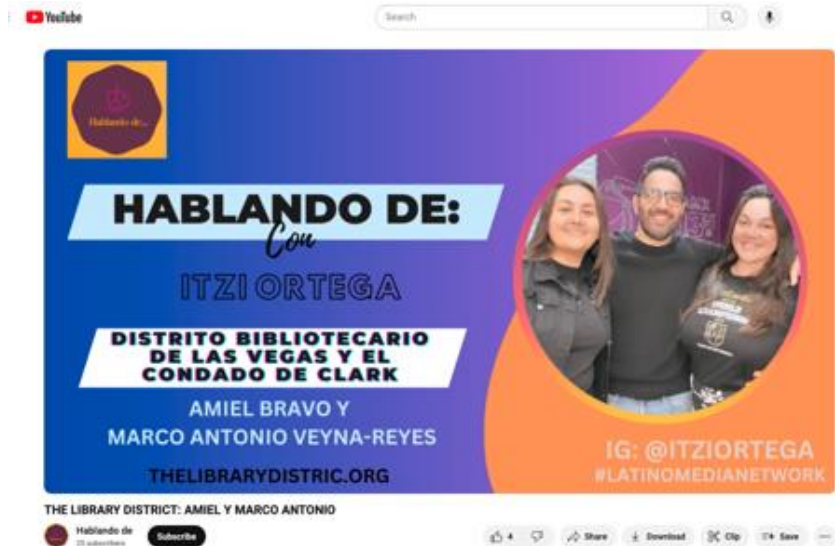 YouTube
Search
Hablando de...
HABLANDO DE:
Con
ITZI ORTEGA
DISTRITO BIBLIOTECARIO
DE LAS VEGAS Y EL
CONDADO DE CLARK
AMIEL BRAVO Y
MARCO ANTONIO VEYNA-REYES
THELIBRARYDISTRIC.ORG
IG: @ITZIORTEGA
#LATINOMEDIANETWORK
THE LIBRARY DISTRICT: AMIEL Y MARCO ANTONIO
Hablando de
subscribers
Subscribe
4
Share
Download
Clip
Save